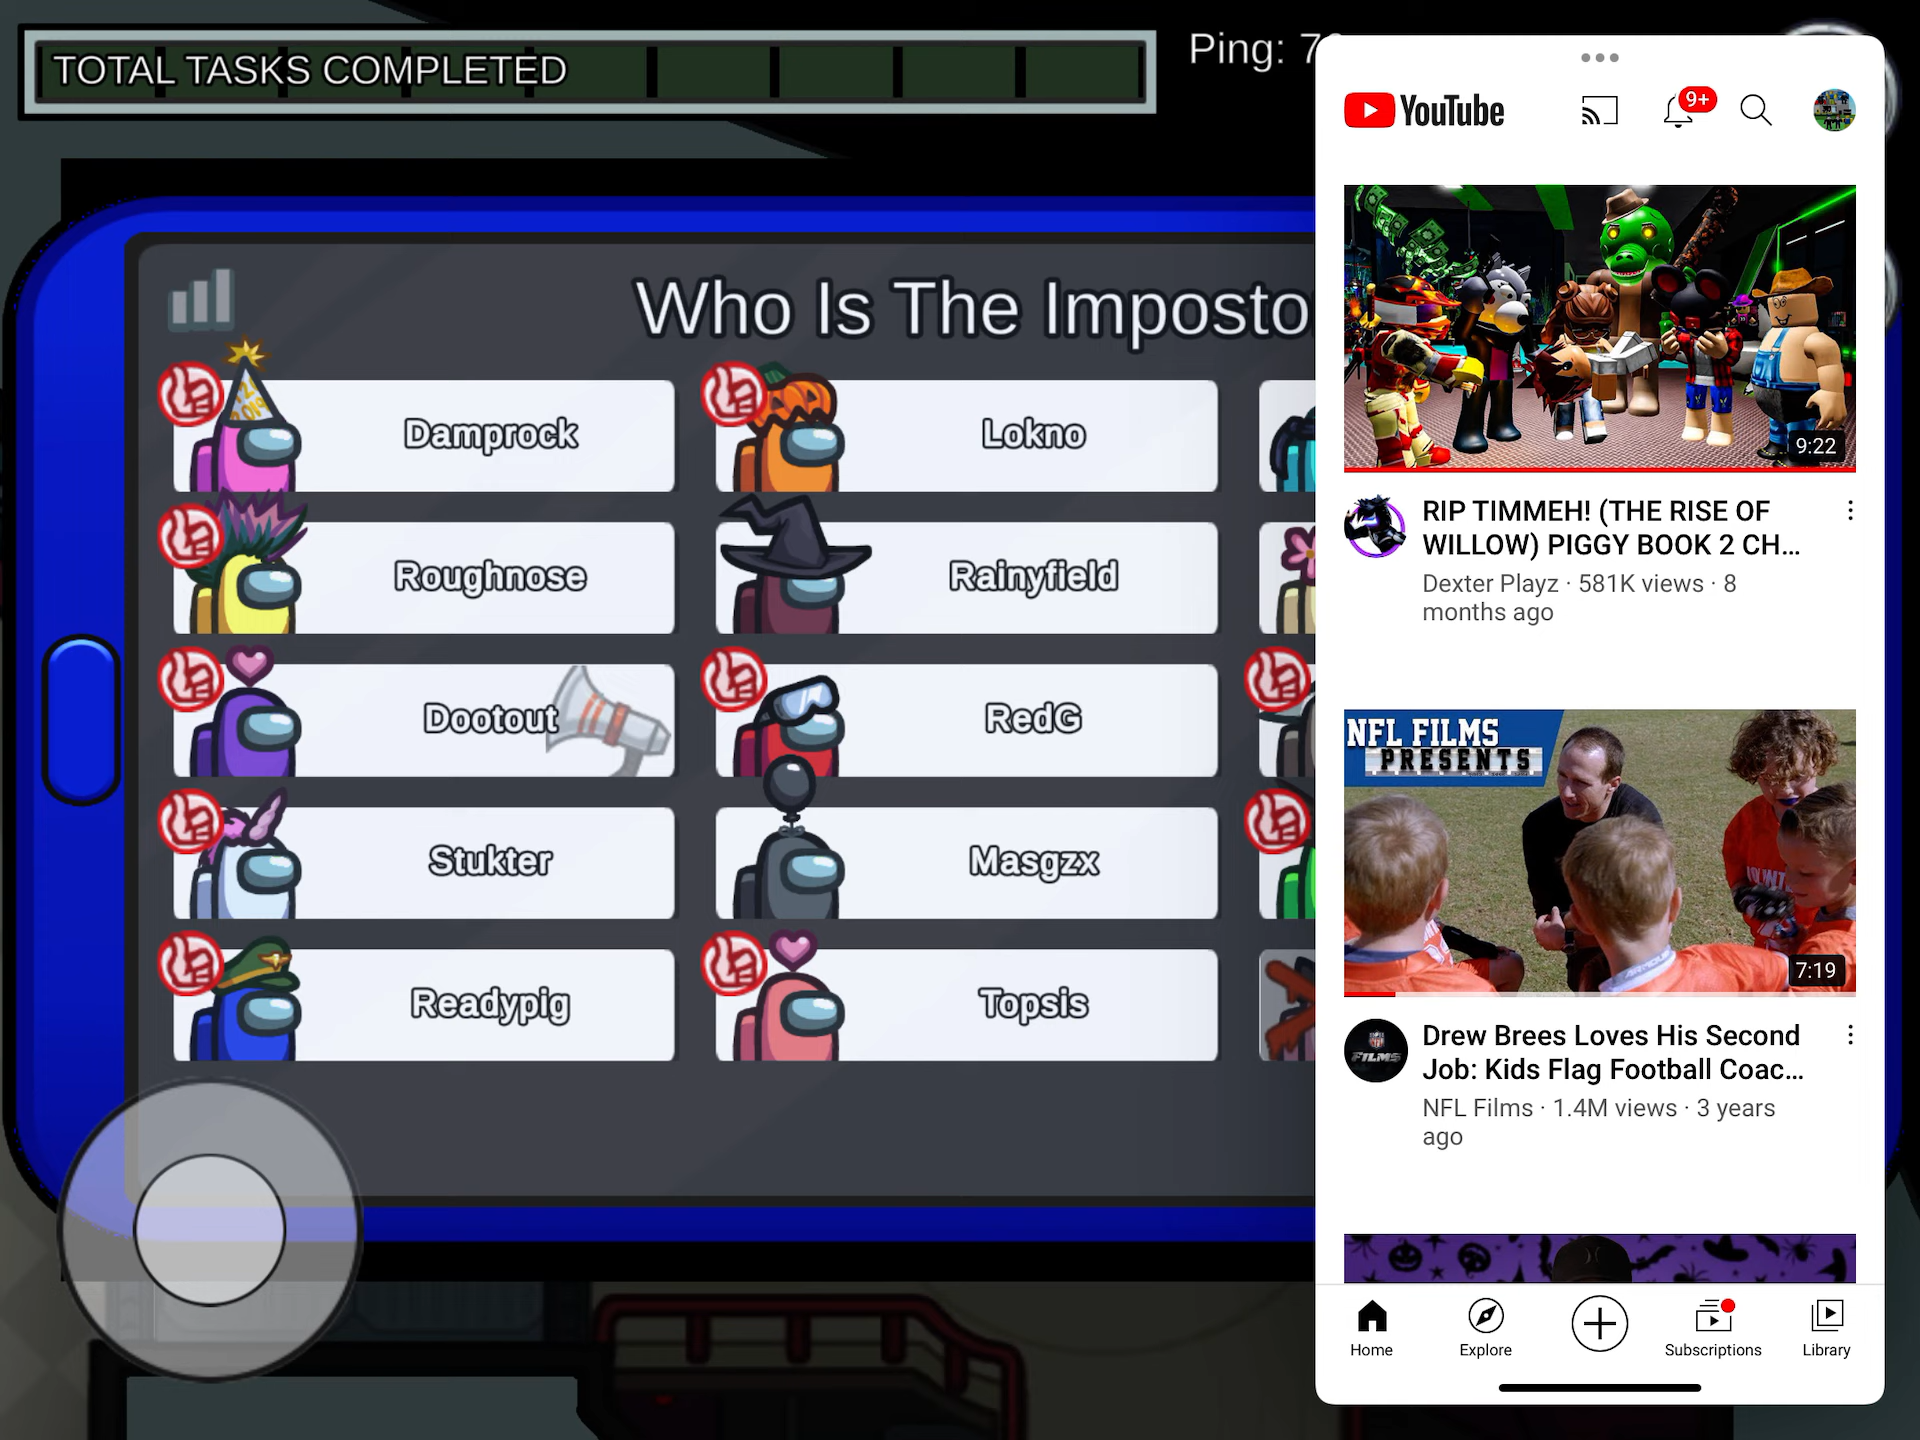 TOTAL TASKS COMPLETED
Ping: 7
Who Is The Imposto
Damprock
Lokno
Roughnose
Rainyfield
Dootout
RedG
Stukter
Masgzx
Readypig
Topsis
YouTube
9+
9:22
RIP TIMMEH! (THE RISE OF
WILLOW) PIGGY BOOK 2 CH...
Dexter Playz · 581K views · 8
months ago
NFL FILMS
PRESENTS
7:19
FILMS
Drew Brees Loves His Second
Job: Kids Flag Football Coac...
NFL Films · 1.4M views · 3 years
ago
Home
Explore
Subscriptions
Library